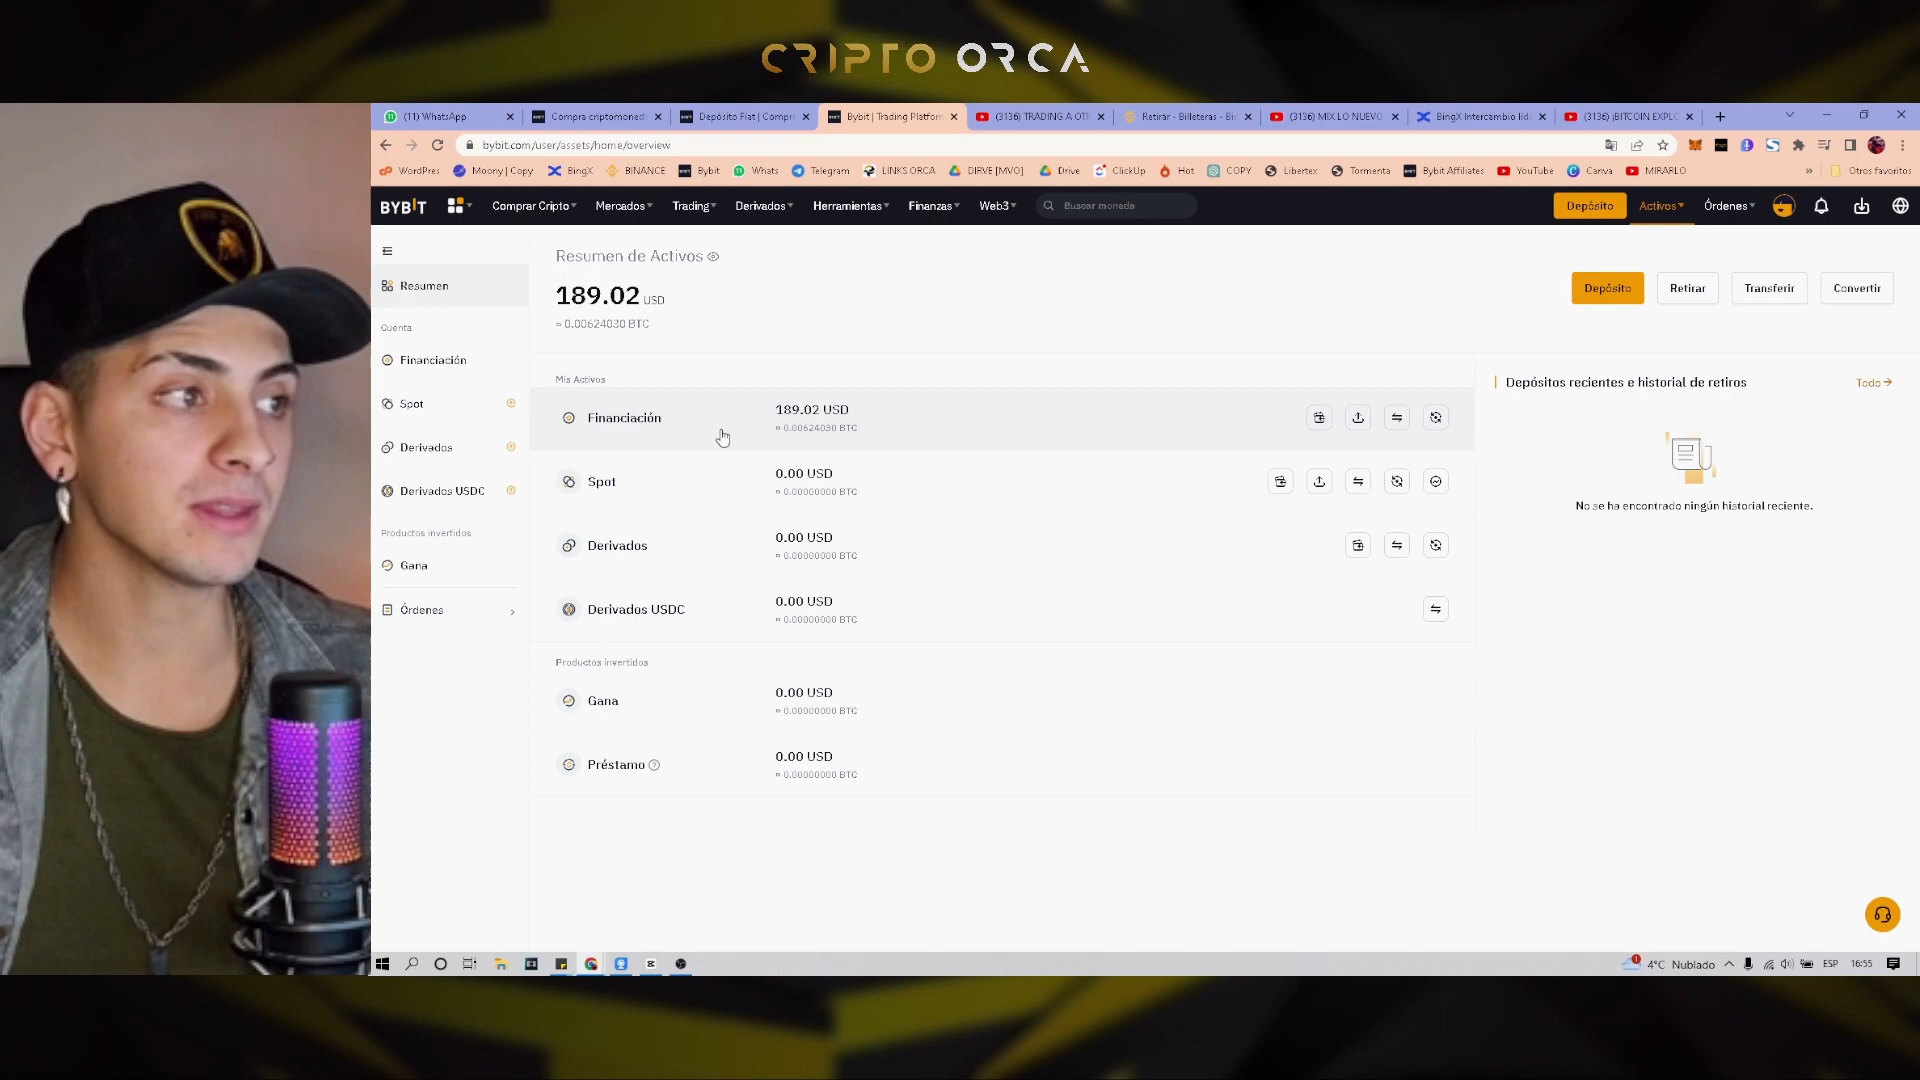 CRIPTO ORCA
(11) WhatsApp
Compra criptomoned
Depósito Fiat | Compr
Bybit | Trading Platform
(3136) TRADING A OTR
Retirar - Billeteras - Bin
(3136) MIX LO NUEVO
BingX Intercambio líd
(3136) ¡BITCOIN EXPL
bybit.com/user/assets/home/overview
WordPres
Moony | Copy
BingX
BINANCE
Bybit
Whats
Telegram
LINKS ORCA
DIRVE [MVO]
Drive
ClickUp
Hot
COPY
Libertex
Tormenta
Bybit Affiliates
YouTube
Canva
MIRARLO
Otros favoritos
BYBIT
Comprar Cripto
Mercados
Trading
Derivados
Herramientas
Finanzas
Web3
Buscar moneda
Depósito
Activos
Órdenes
Resumen
Cuenta
Financiación
Spot
Derivados
Derivados USDC
Productos invertidos
Gana
Órdenes
Resumen de Activos
189.02 USD
≈ 0.00624030 BTC
Depósito
Retirar
Transferir
Convertir
Mis Activos
Financiación
189.02 USD
≈ 0.00624030 BTC
Spot
0.00 USD
≈ 0.00000000 BTC
Derivados
0.00 USD
≈ 0.00000000 BTC
Derivados USDC
0.00 USD
≈ 0.00000000 BTC
Productos invertidos
Gana
0.00 USD
≈ 0.00000000 BTC
Préstamo
0.00 USD
≈ 0.00000000 BTC
Depósitos recientes e historial de retiros
Todo
No se ha encontrado ningún historial reciente.
4°C Nublado
ESP
16:55